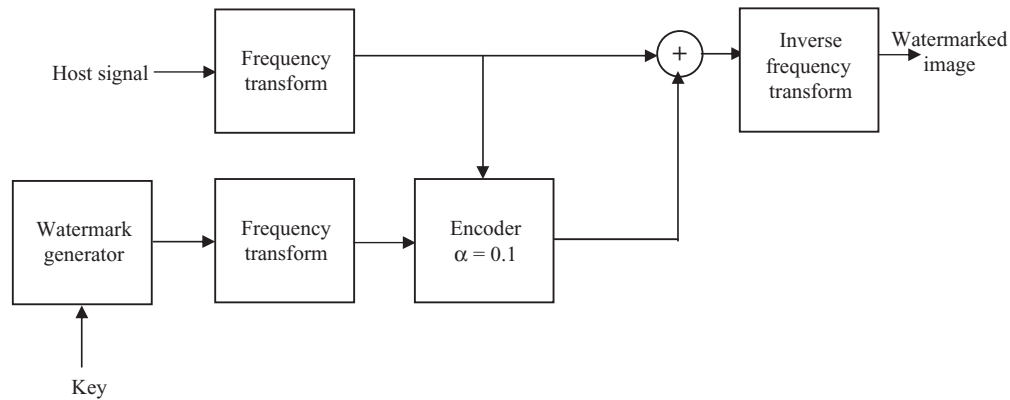 Host signal
Frequency
transform
+
Inverse
frequency
transform
Watermarked
image
Watermark
generator
Frequency
transform
Encoder
α = 0.1
Key